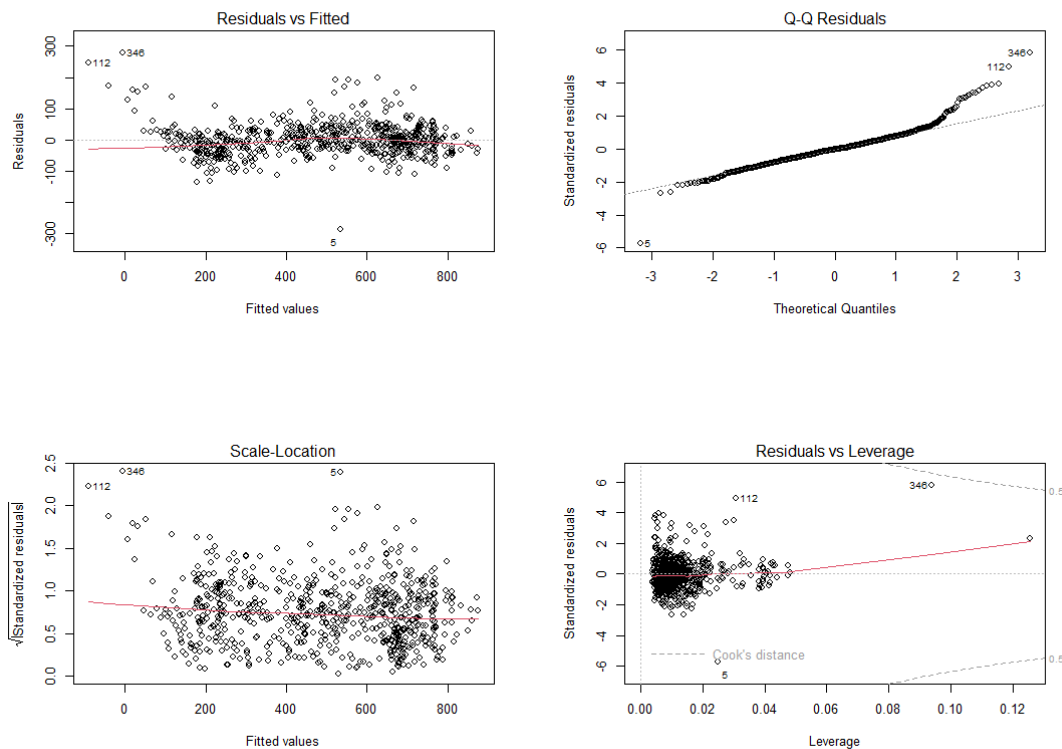 Residuals vs Fitted
Residuals
300
100
0
-100
-300
346
112
5
0 200 400 600 800
Fitted values
Q-Q Residuals
Standardized residuals
6
4
2
0
-2
-4
-6
346
112
5
-3 -2 -1 0 1 2 3
Theoretical Quantiles
Scale-Location
√|Standardized residuals|
2.5
2.0
1.5
1.0
0.5
0.0
346
5
112
0 200 400 600 800
Fitted values
Residuals vs Leverage
Standardized residuals
6
4
2
0
-2
-4
-6
112
346
0.5
Cook's distance
5
0.5
0.00 0.02 0.04 0.06 0.08 0.10 0.12
Leverage